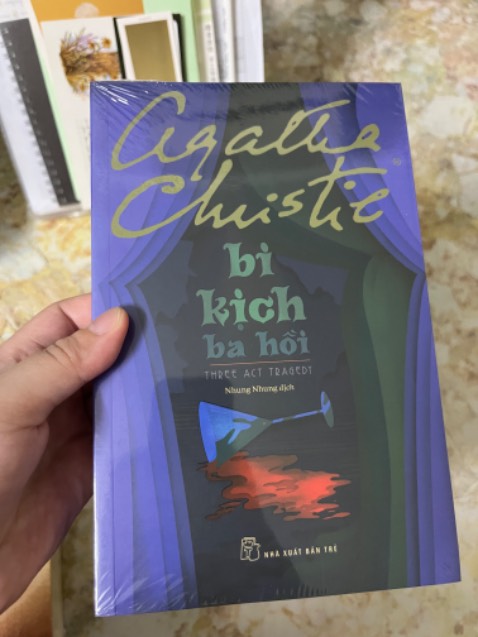 Agatha
Christie
bi
kịch
ba hồi
THREE ACT TRAGEDY
Nhung Nhung dịch
NHÀ XUẤT BẢN TRẺ